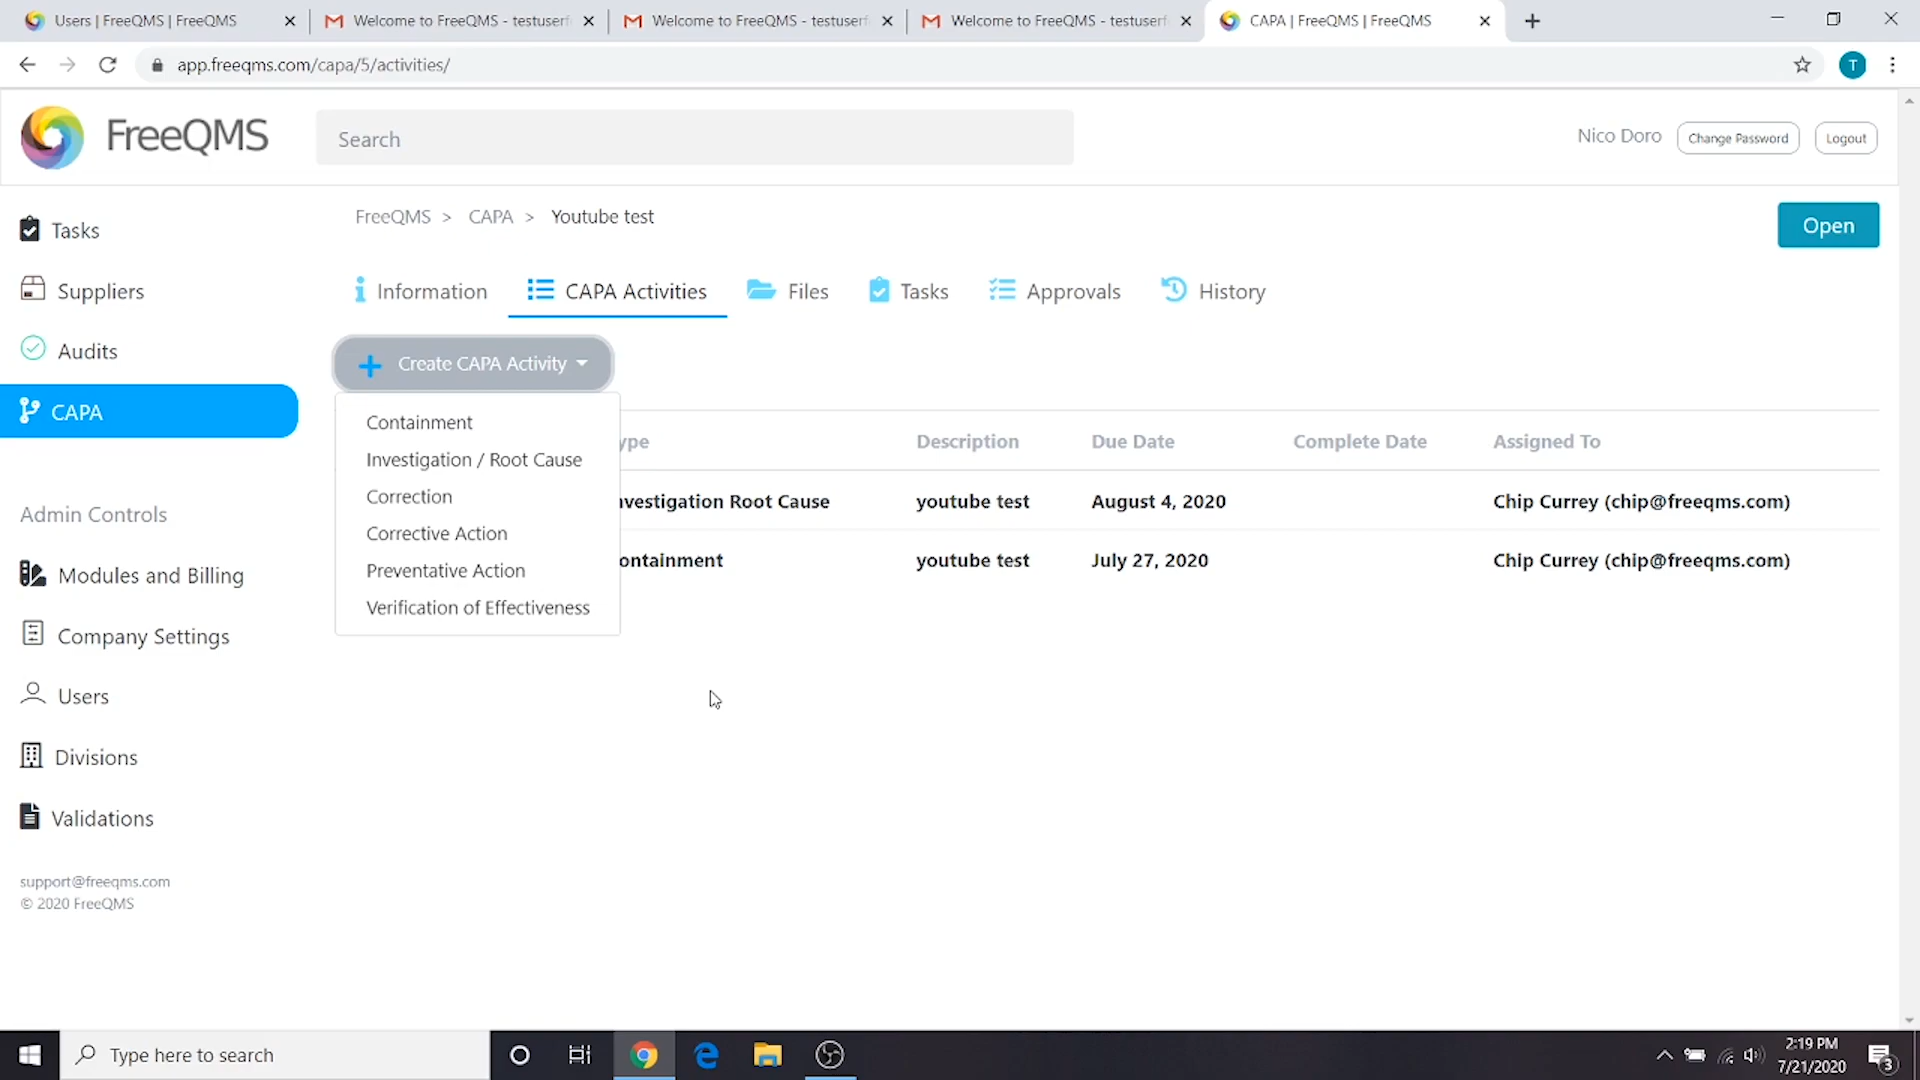 Users | FreeQMS | FreeQMS
Welcome to FreeQMS - testuserf
Welcome to FreeQMS - testuserf
Welcome to FreeQMS - testuserf
CAPA | FreeQMS | FreeQMS
app.freeqms.com/capa/5/activities/
T
FreeQMS
Search
Nico Doro
Change Password
Logout
Tasks
Suppliers
Audits
CAPA
Admin Controls
Modules and Billing
Company Settings
Users
Divisions
Validations
support@freeqms.com
© 2020 FreeQMS
FreeQMS > CAPA > Youtube test
Open
Information
CAPA Activities
Files
Tasks
Approvals
History
Create CAPA Activity
Containment
Investigation / Root Cause
Correction
Corrective Action
Preventative Action
Verification of Effectiveness
ype Description Due Date Complete Date Assigned To
nvestigation Root Cause youtube test August 4, 2020 Chip Currey (chip@freeqms.com)
ontainment youtube test July 27, 2020 Chip Currey (chip@freeqms.com)
Type here to search
2:19 PM
7/21/2020
3